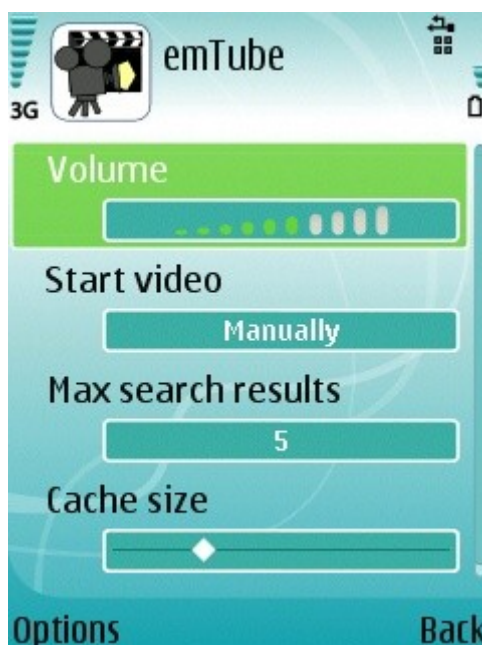 emTube
3G
Volume
Start video
Manually
Max search results
5
Cache size
Options Back